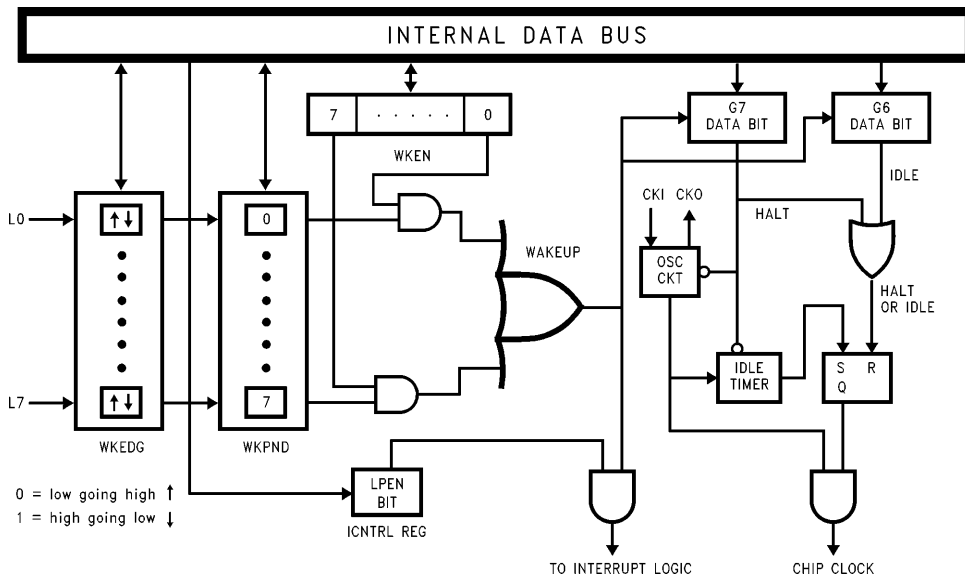 INTERNAL DATA BUS
7 . . . . . 0
WKEN
G7
DATA BIT
G6
DATA BIT
IDLE
L0
↑↓
0
CKI CKO
HALT
WAKEUP
OSC
CKT
HALT
OR IDLE
IDLE
TIMER
S R
Q
L7
↑↓
7
WKEDG
WKPND
LPEN
BIT
ICNTRL REG
0 = low going high ↑
1 = high going low ↓
TO INTERRUPT LOGIC
CHIP CLOCK